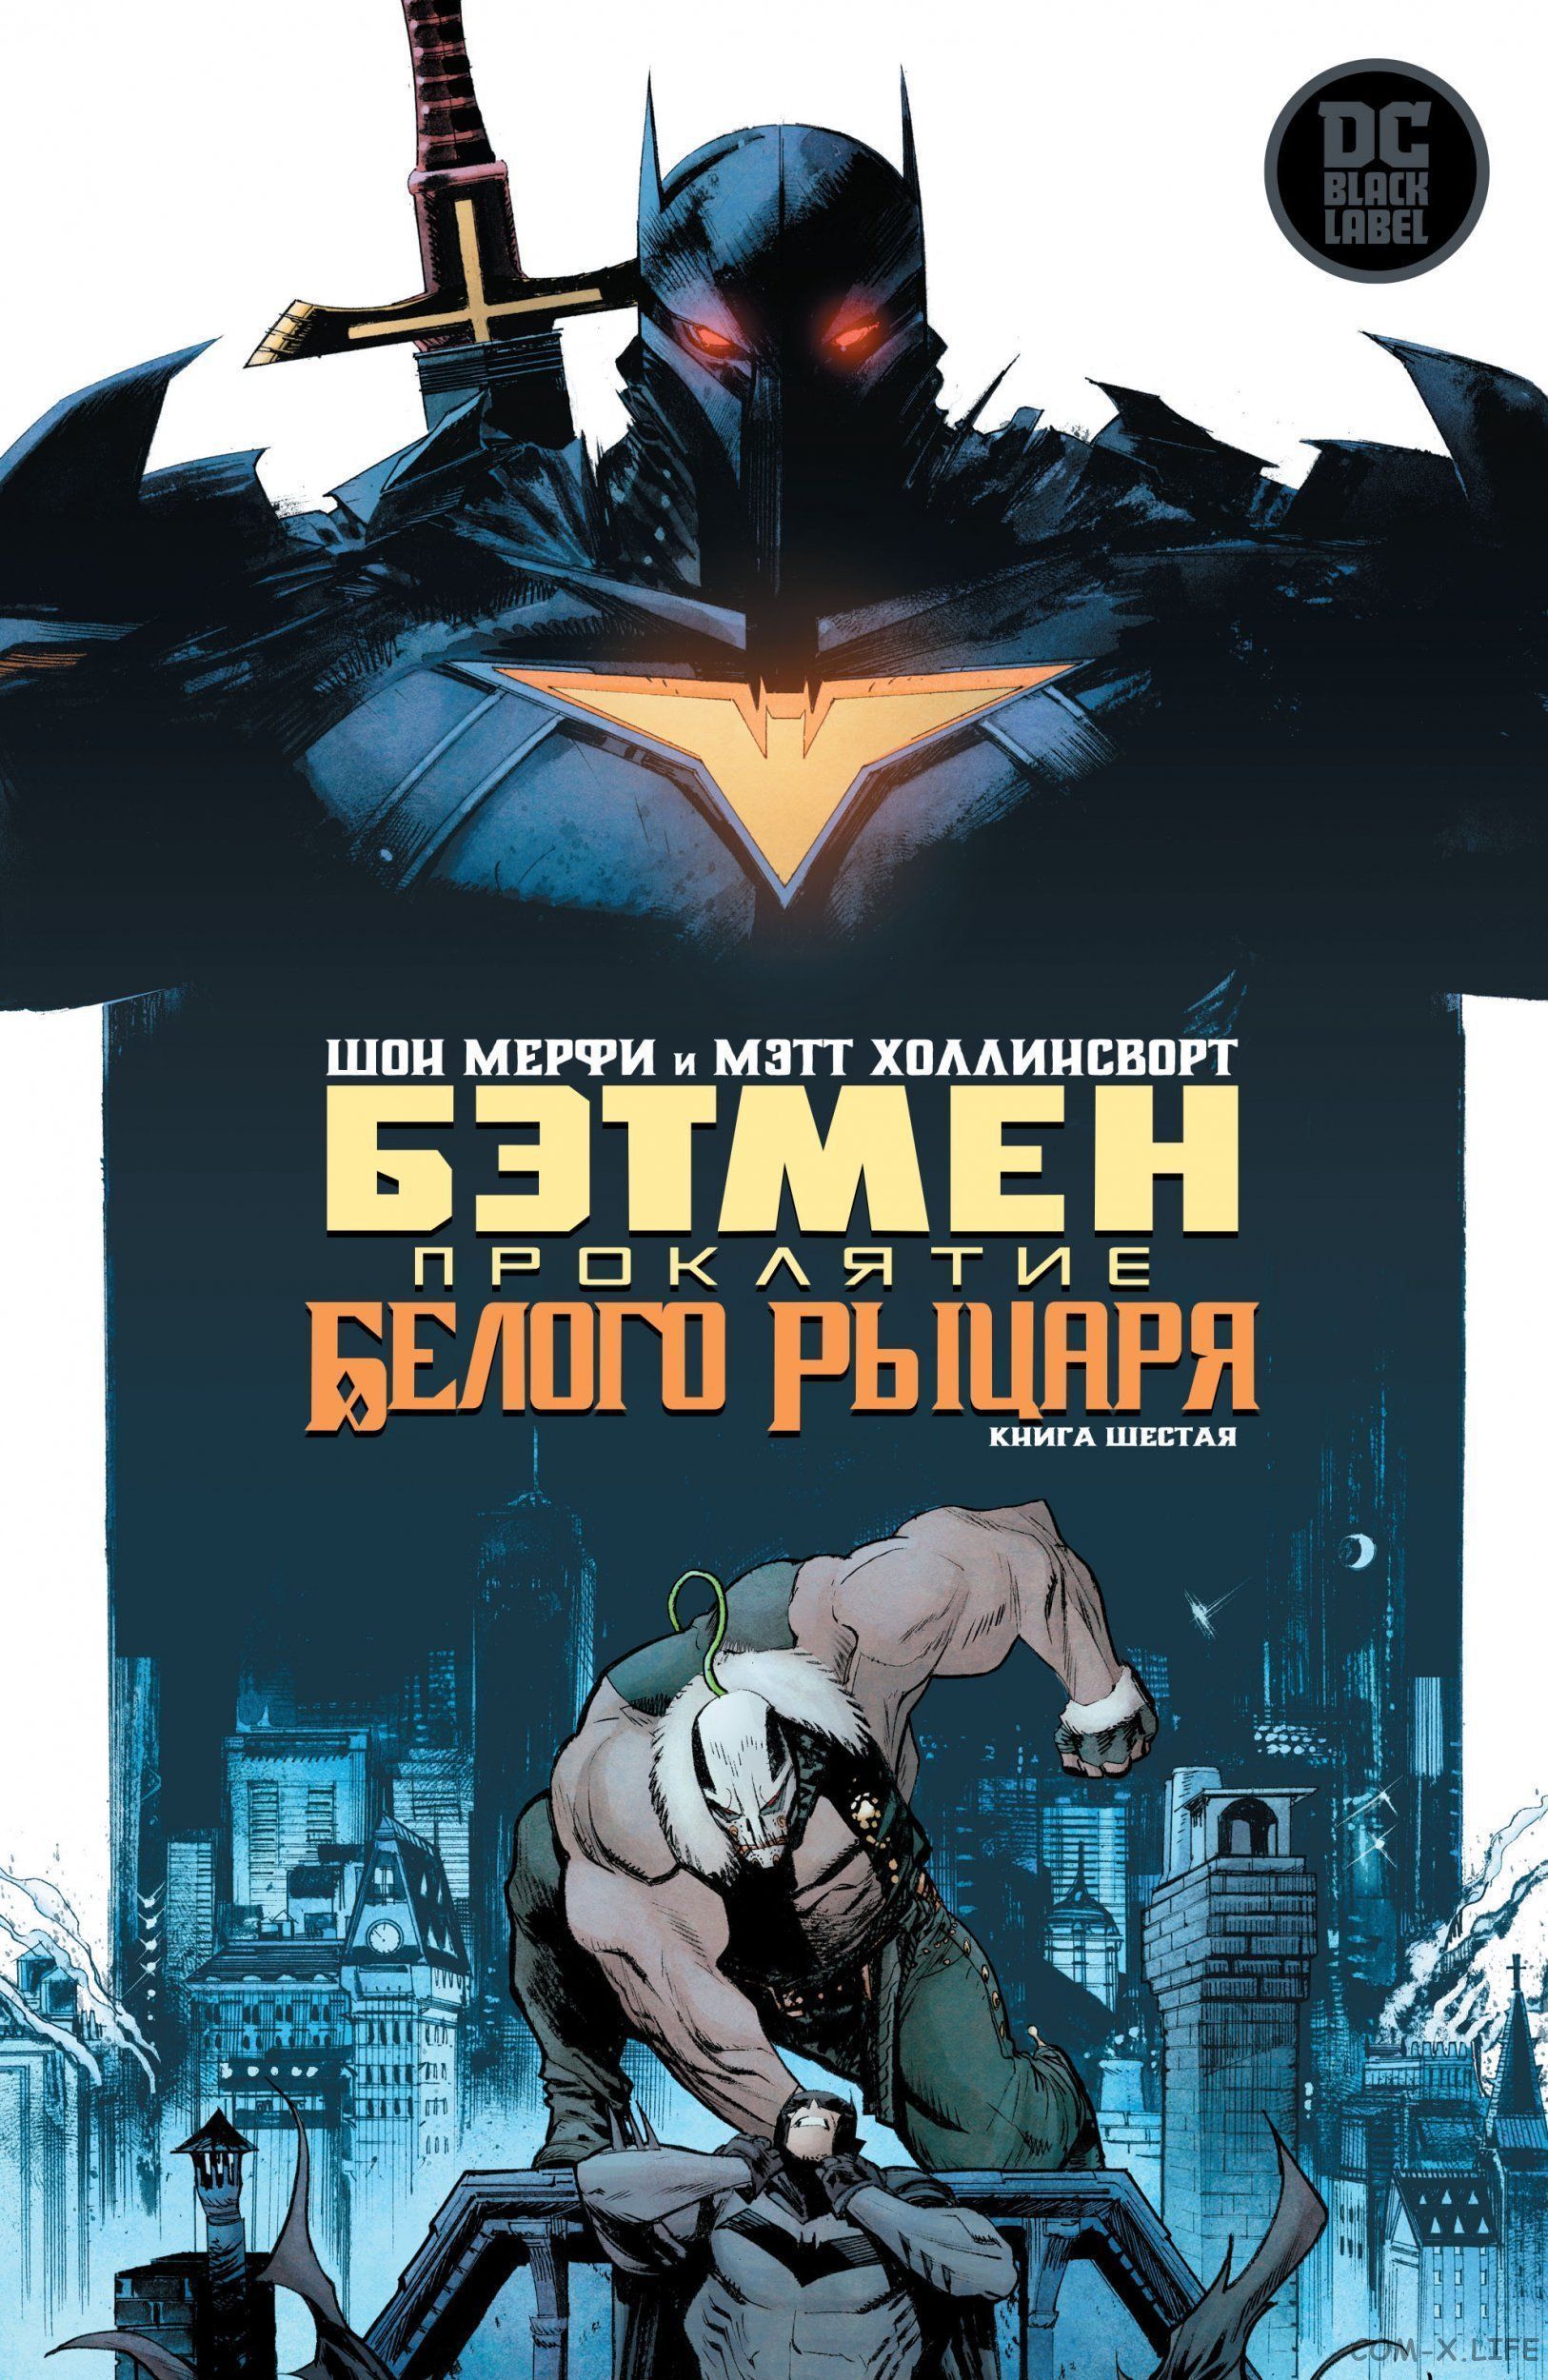 DC
BLACK
LABEL
ШОН МЕРФИ и МЭТТ ХОЛЛИНСВОРТ
БЭТМЕН
ПРОКЛЯТИЕ
БЕЛОГО РЫЦАРЯ
КНИГА ШЕСТАЯ
COM-X.LIFE